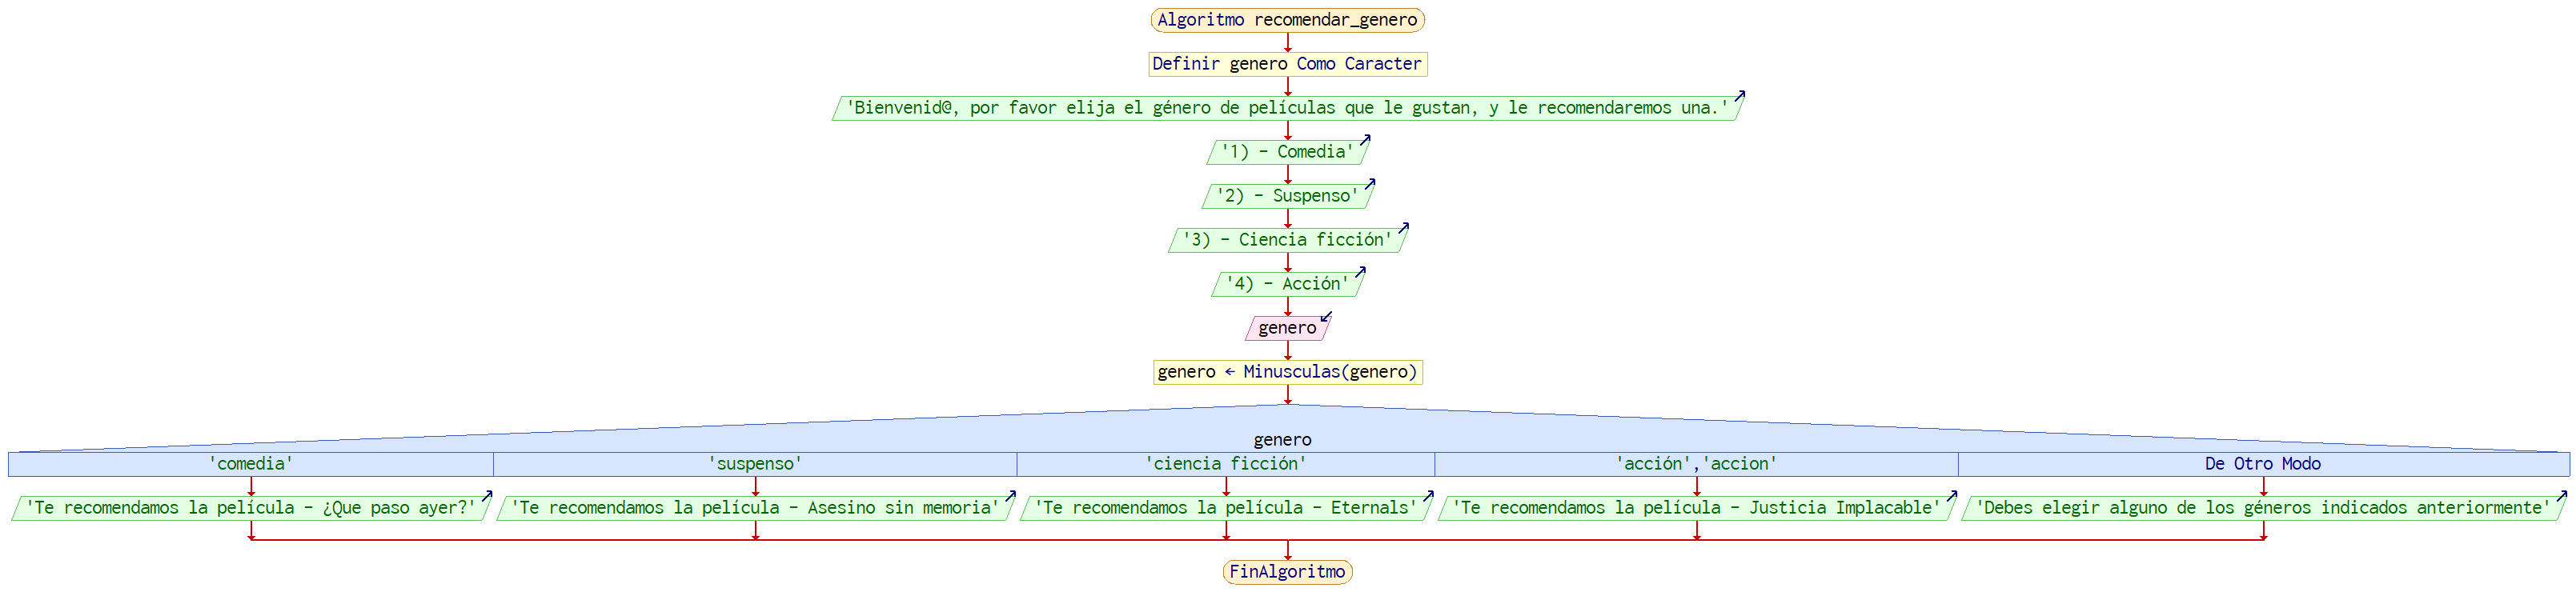 Algoritmo recomendar_genero
Definir genero Como Caracter
'Bienvenid@, por favor elija el género de películas que le gustan, y le recomendaremos una.'
'1) - Comedia'
'2) - Suspenso'
'3) - Ciencia ficción'
'4) - Acción'
genero
genero ← Minusculas(genero)
genero
'comedia' 'suspenso' 'ciencia ficción' 'acción','accion' De Otro Modo
'Te recomendamos la película - ¿Que paso ayer?' 'Te recomendamos la película - Asesino sin memoria' 'Te recomendamos la película - Eternals' 'Te recomendamos la película - Justicia Implacable' 'Debes elegir alguno de los géneros indicados anteriormente'
FinAlgoritmo